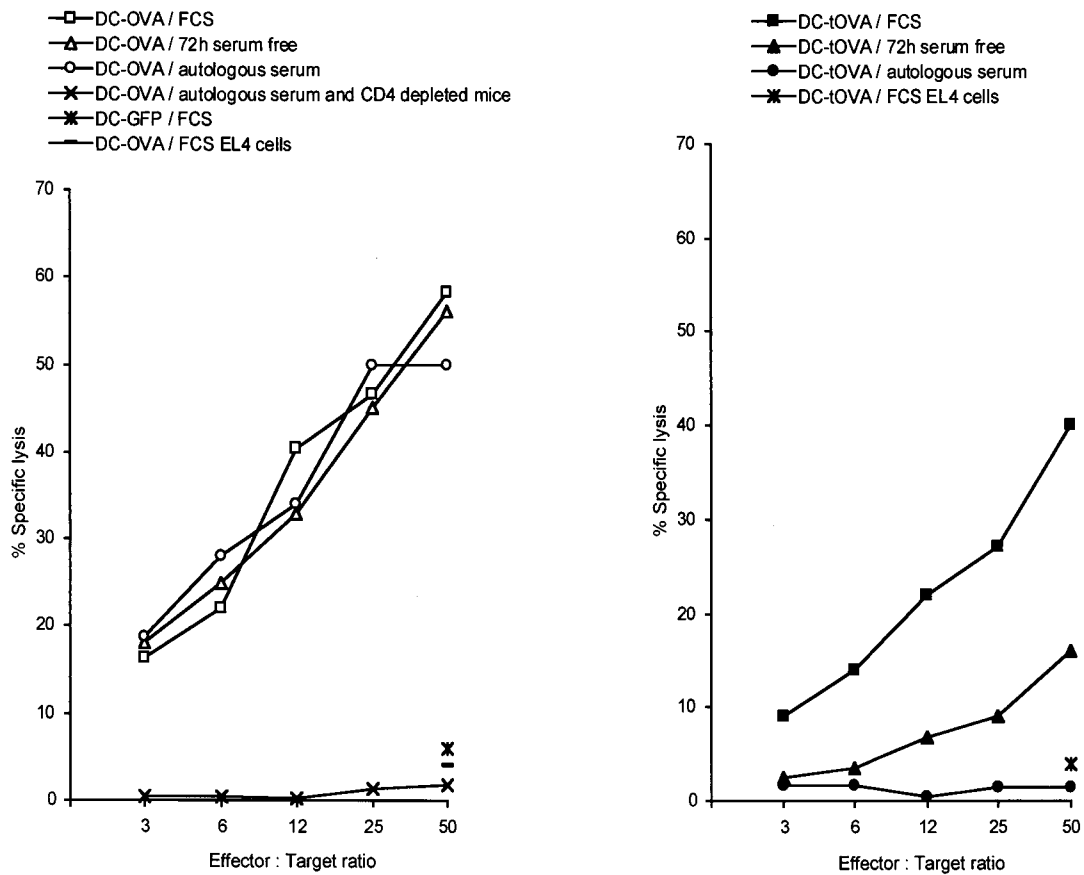 DC-OVA / FCS
DC-OVA / 72h serum free
DC-OVA / autologous serum
DC-OVA / autologous serum and CD4 depleted mice
DC-GFP / FCS
DC-OVA / FCS EL4 cells
70
60
50
40
30
20
10
0
% Specific lysis
3 6 12 25 50
Effector : Target ratio
DC-tOVA / FCS
DC-tOVA / 72h serum free
DC-tOVA / autologous serum
DC-tOVA / FCS EL4 cells
70
60
50
40
30
20
10
0
% Specific lysis
3 6 12 25 50
Effector : Target ratio